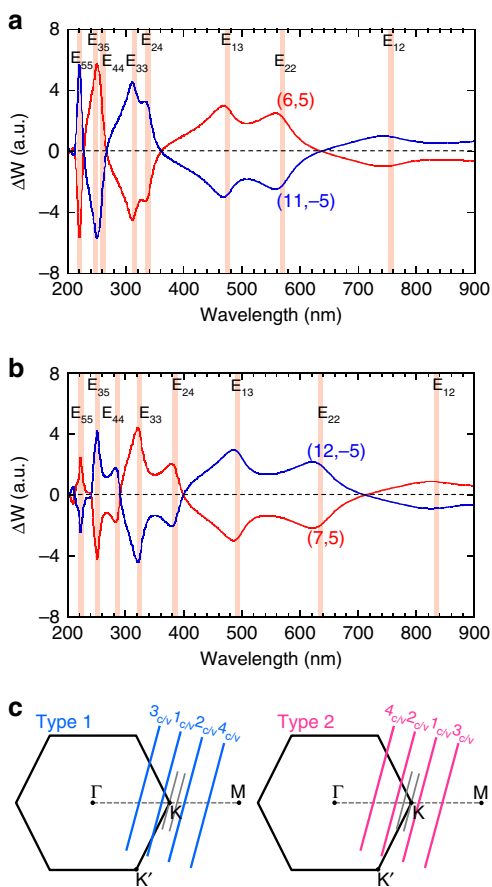 a
8
4
0
−4
−8
ΔW (a.u.)
E55
E35
E44
E33
E24
E13
E22
E12
(6,5)
(11,−5)
200 300 400 500 600 700 800 900
Wavelength (nm)
b
8
4
0
−4
−8
ΔW (a.u.)
E55
E35
E44
E33
E24
E13
E22
E12
(12,−5)
(7,5)
200 300 400 500 600 700 800 900
Wavelength (nm)
c
Type 1
3c/v 1c/v 2c/v 4c/v
Γ
K
M
K′
Type 2
4c/v 2c/v 1c/v 3c/v
Γ
K
M
K′